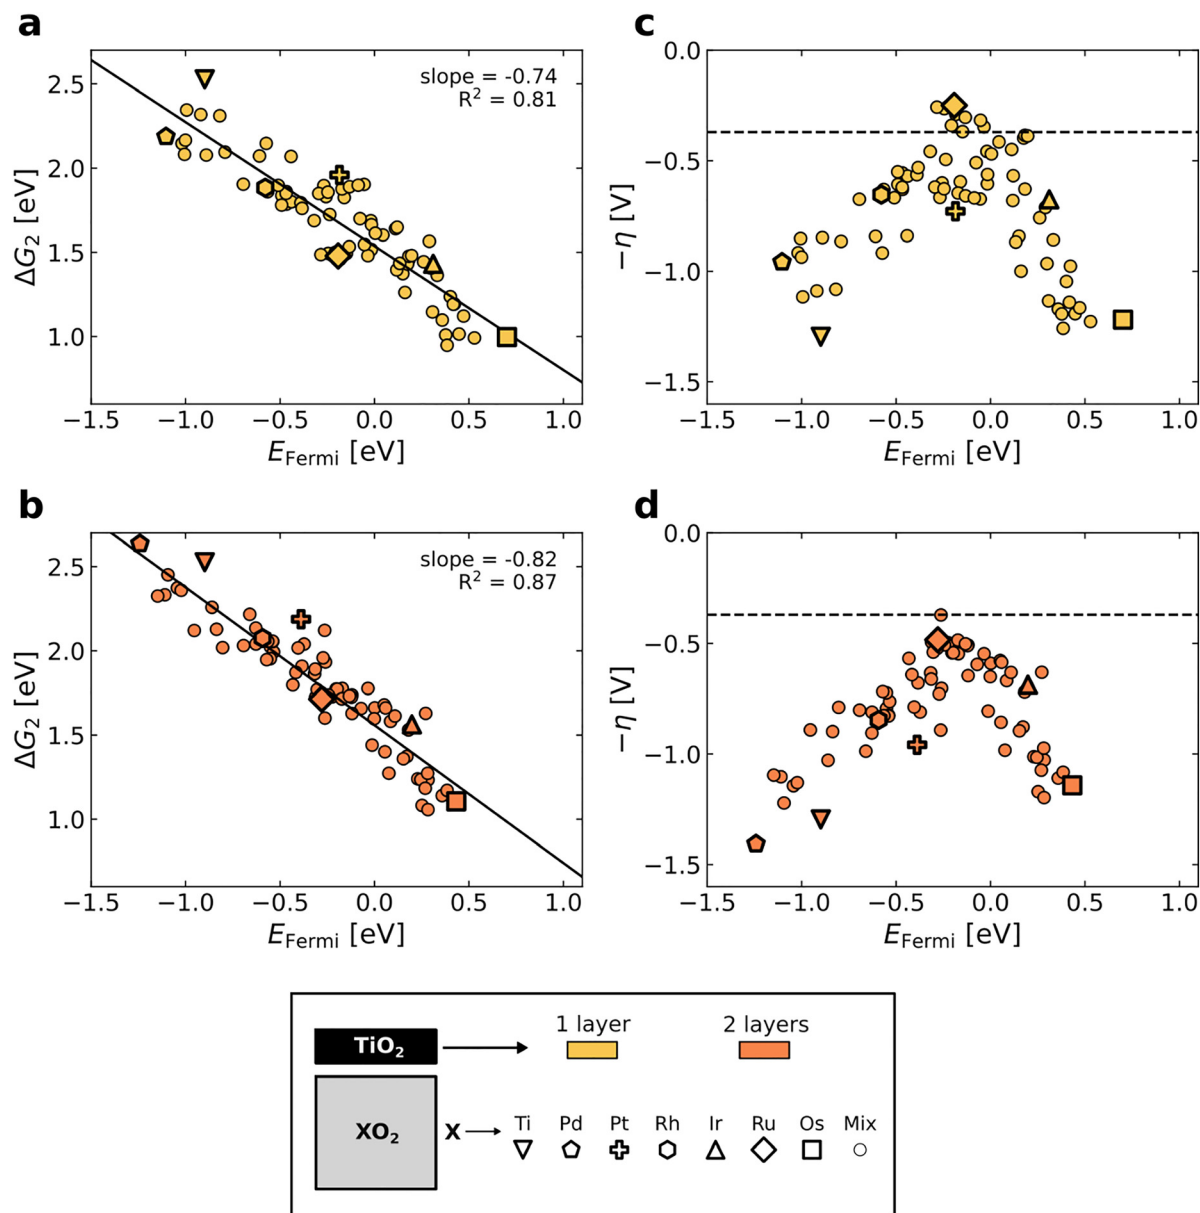 a
slope = -0.74
R² = 0.81
2.5
2.0
1.5
1.0
ΔG₂ [eV]
−1.5 −1.0 −0.5 0.0 0.5 1.0
E_Fermi [eV]
c
0.0
−0.5
−1.0
−1.5
−η [V]
−1.5 −1.0 −0.5 0.0 0.5 1.0
E_Fermi [eV]
b
slope = -0.82
R² = 0.87
2.5
2.0
1.5
1.0
ΔG₂ [eV]
−1.5 −1.0 −0.5 0.0 0.5 1.0
E_Fermi [eV]
d
0.0
−0.5
−1.0
−1.5
−η [V]
−1.5 −1.0 −0.5 0.0 0.5 1.0
E_Fermi [eV]
1 layer 2 layers
TiO₂
Ti Pd Pt Rh Ir Ru Os Mix
XO₂ X